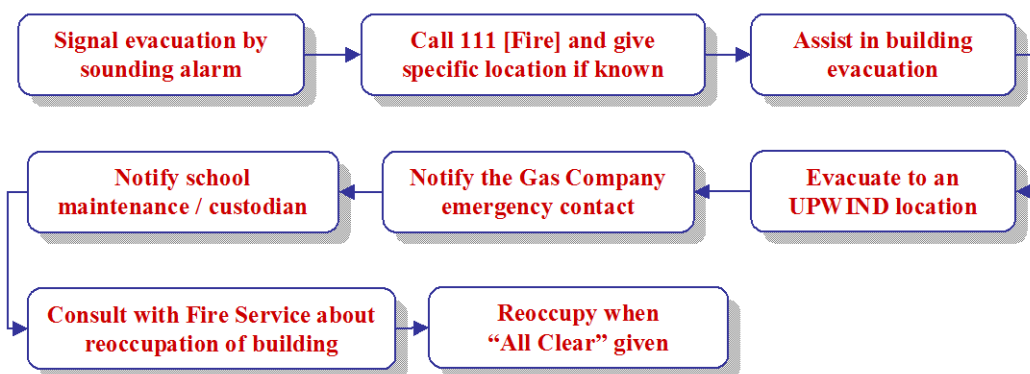 Signal evacuation by
sounding alarm
Call 111 [Fire] and give
specific location if known
Assist in building
evacuation
Evacuate to an
UPWIND location
Notify the Gas Company
emergency contact
Notify school
maintenance / custodian
Consult with Fire Service about
reoccupation of building
Reoccupy when
“All Clear” given